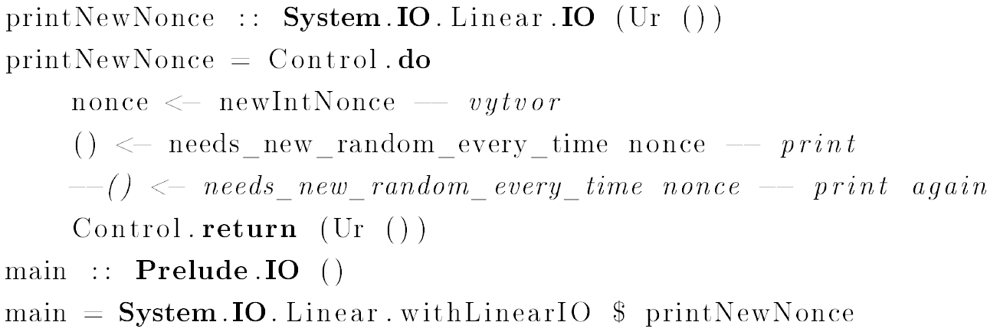 printNewNonce :: System.IO.Linear.IO (Ur ())
printNewNonce = Control.do
    nonce <- newIntNonce -- vytvor
    () <- needs_new_random_every_time nonce -- print
    --() <- needs_new_random_every_time nonce -- print again
    Control.return (Ur ())
main :: Prelude.IO ()
main = System.IO.Linear.withLinearIO $ printNewNonce